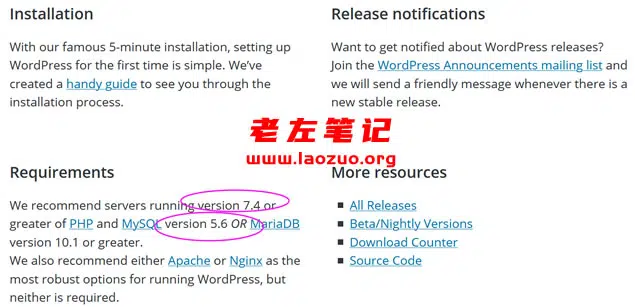 Installation
With our famous 5-minute installation, setting up
WordPress for the first time is simple. We’ve
created a handy guide to see you through the
installation process.
Release notifications
Want to get notified about WordPress releases?
Join the WordPress Announcements mailing list and
we will send a friendly message whenever there is a
new stable release.
老左笔记
www.laozuo.org
Requirements
We recommend servers running version 7.4 or
greater of PHP and MySQL version 5.6 OR MariaDB
version 10.1 or greater.
We also recommend either Apache or Nginx as the
most robust options for running WordPress, but
neither is required.
More resources
All Releases
Beta/Nightly Versions
Download Counter
Source Code